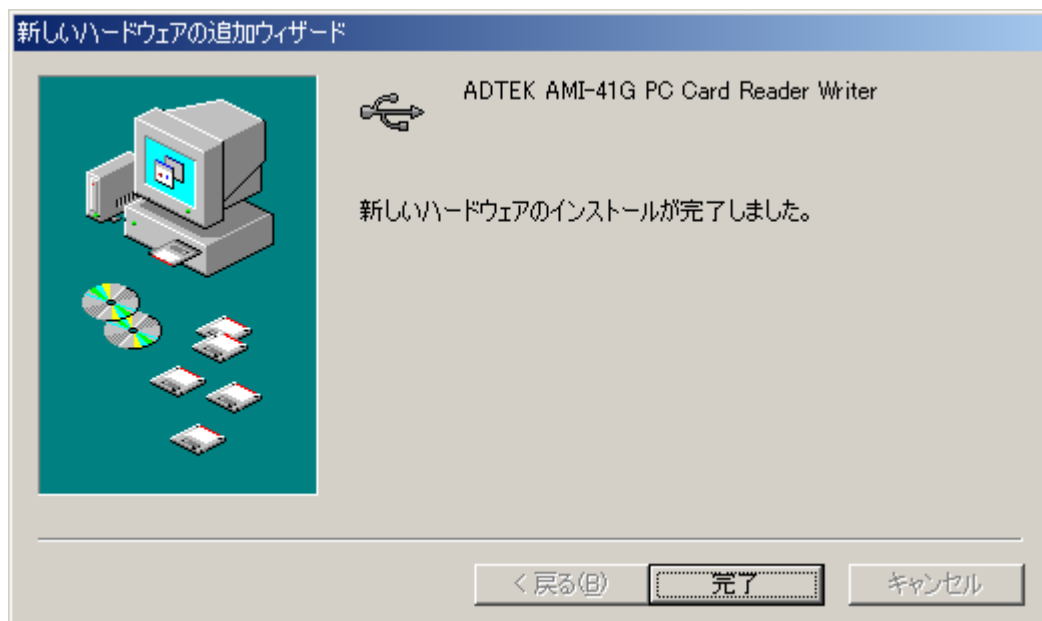 新しいハードウェアの追加ウィザード
ADTEK AMI-41G PC Card Reader Writer
新しいハードウェアのインストールが完了しました。
< 戻る(B)
完了
キャンセル